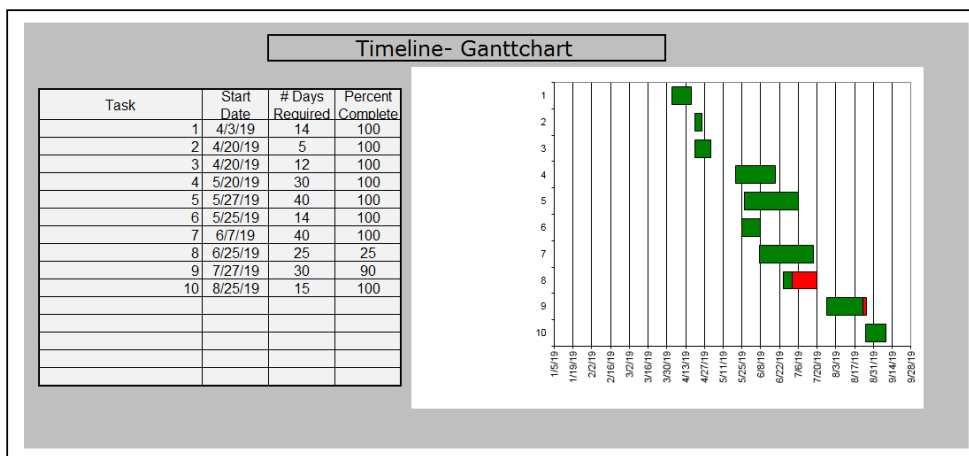 Timeline- Ganttchart
Task Start Date # Days Required Percent Complete
1 4/3/19 14 100
2 4/20/19 5 100
3 4/20/19 12 100
4 5/20/19 30 100
5 5/27/19 40 100
6 5/25/19 14 100
7 6/7/19 40 100
8 6/25/19 25 25
9 7/27/19 30 90
10 8/25/19 15 100
1
2
3
4
5
6
7
8
9
10
1/5/19
1/19/19
2/2/19
2/16/19
3/2/19
3/16/19
3/30/19
4/13/19
4/27/19
5/11/19
5/25/19
6/8/19
6/22/19
7/6/19
7/20/19
8/3/19
8/17/19
8/31/19
9/14/19
9/28/19